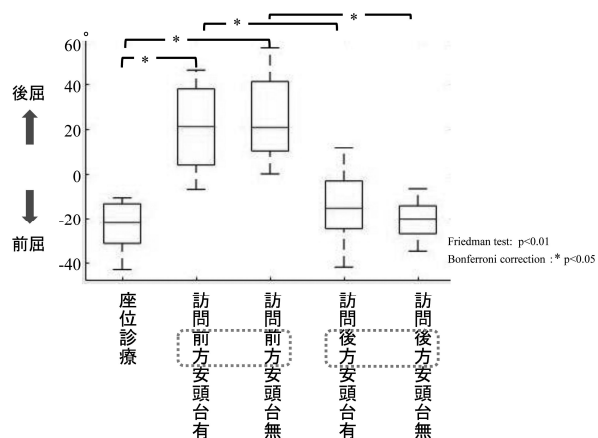 °
60
40
20
0
-20
-40
後屈
前屈
*
*
*
*
Friedman test: p<0.01
Bonferroni correction :* p<0.05
座位診療
訪問前方安頭台有
訪問前方安頭台無
訪問後方安頭台有
訪問後方安頭台無